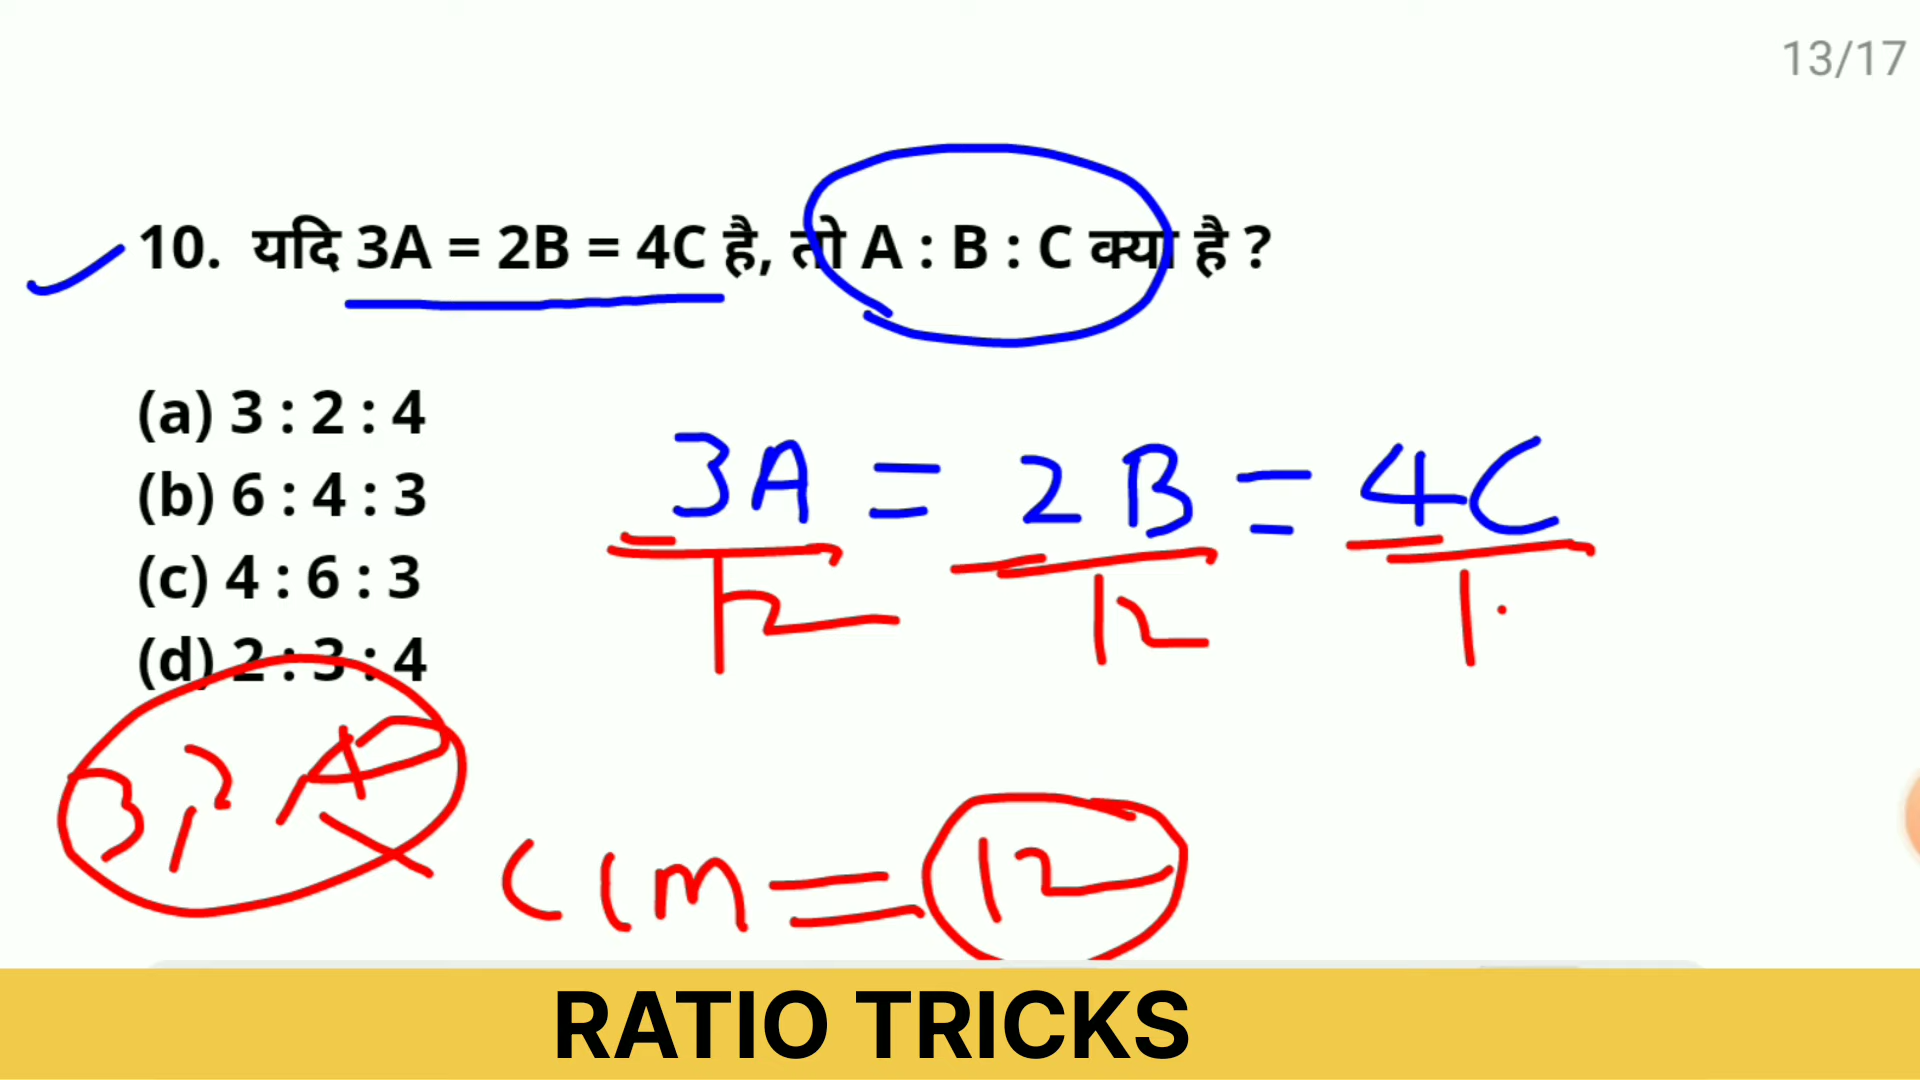 13/17
10. यदि 3A = 2B = 4C है, तो A : B : C क्या है ?
(a) 3 : 2 : 4
(b) 6 : 4 : 3
(c) 4 : 6 : 3
(d) 2 : 3 : 4
3A = 2B = 4C
12 12 1
3, 2 4
LCM = 12
RATIO TRICKS